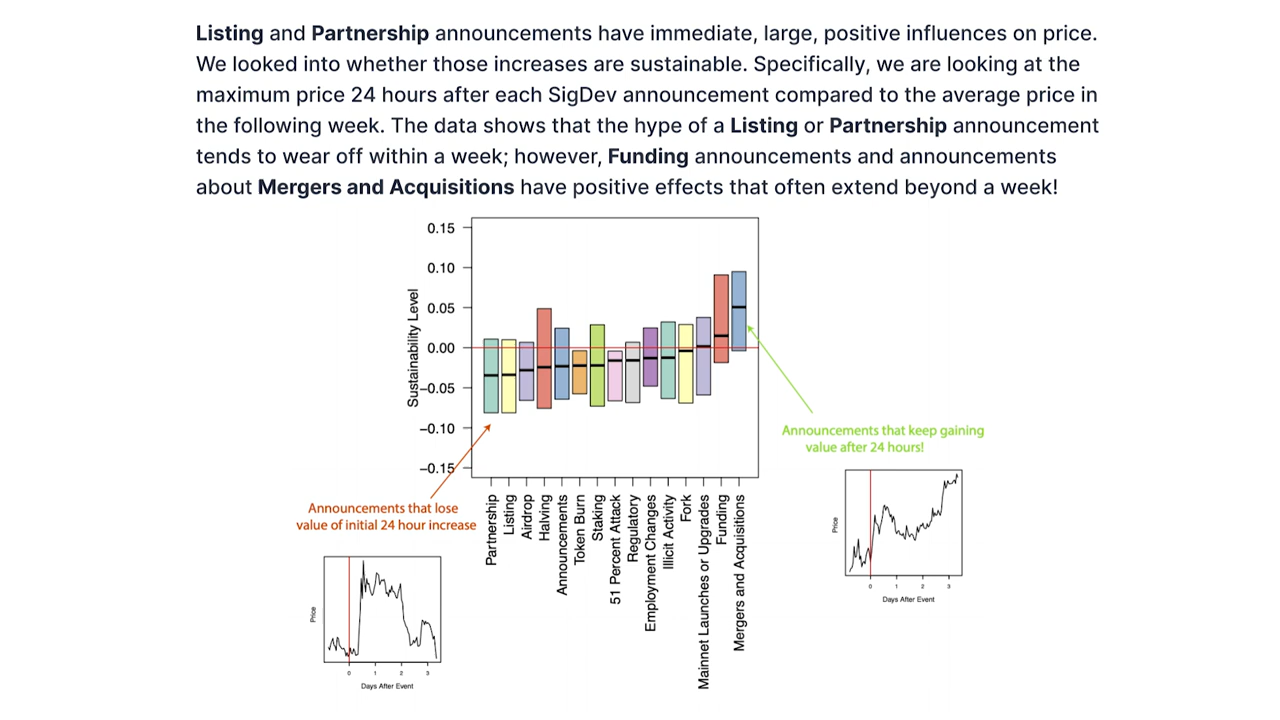 Listing and Partnership announcements have immediate, large, positive influences on price.
We looked into whether those increases are sustainable. Specifically, we are looking at the
maximum price 24 hours after each SigDev announcement compared to the average price in
the following week. The data shows that the hype of a Listing or Partnership announcement
tends to wear off within a week; however, Funding announcements and announcements
about Mergers and Acquisitions have positive effects that often extend beyond a week!
Sustainability Level
0.15
0.10
0.05
0.00
−0.05
−0.10
−0.15
Partnership
Listing
Airdrop
Halving
Announcements
Token Burn
Staking
51 Percent Attack
Regulatory
Employment Changes
Illicit Activity
Fork
Mainnet Launches or Upgrades
Funding
Mergers and Acquisitions
Announcements that lose
value of initial 24 hour increase
Price
0 1 2 3
Days After Event
Announcements that keep gaining
value after 24 hours!
Price
0 1 2 3
Days After Event